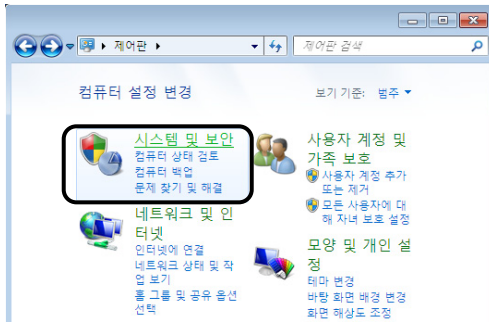 제어판
제어판 검색
컴퓨터 설정 변경
보기 기준: 범주
시스템 및 보안
컴퓨터 상태 검토
컴퓨터 백업
문제 찾기 및 해결
네트워크 및 인
터넷
인터넷에 연결
네트워크 상태 및 작
업 보기
홈 그룹 및 공유 옵션
선택
사용자 계정 및
가족 보호
사용자 계정 추가
또는 제거
모든 사용자에 대
해 자녀 보호 설정
모양 및 개인 설
정
테마 변경
바탕 화면 배경 변경
화면 해상도 조정